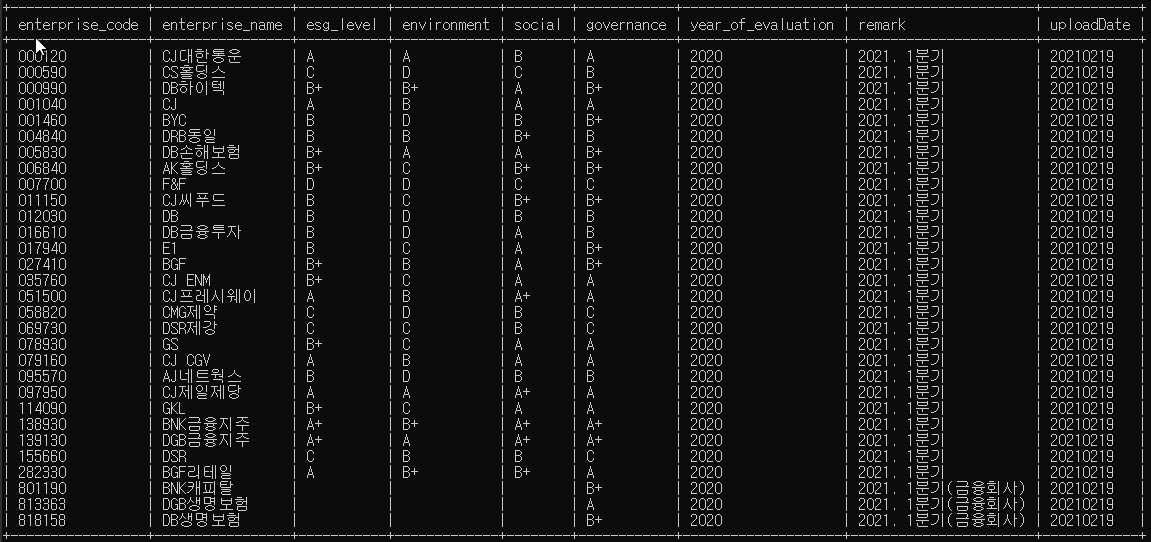 | enterprise_code | enterprise_name | esg_level | environment | social | governance | year_of_evaluation | remark | uploadDate |
| 000120 | CJ대한통운 | A | A | B | A | 2020 | 2021. 1분기 | 20210219 |
| 000590 | CS홀딩스 | C | D | C | B | 2020 | 2021. 1분기 | 20210219 |
| 000990 | DB하이텍 | B+ | B+ | A | B+ | 2020 | 2021. 1분기 | 20210219 |
| 001040 | CJ | A | B | A | A | 2020 | 2021. 1분기 | 20210219 |
| 001460 | BYC | B | D | B | B+ | 2020 | 2021. 1분기 | 20210219 |
| 004840 | DRB동일 | B | B | B+ | B | 2020 | 2021. 1분기 | 20210219 |
| 005830 | DB손해보험 | B+ | A | A | B+ | 2020 | 2021. 1분기 | 20210219 |
| 006840 | AK홀딩스 | B+ | C | B+ | B+ | 2020 | 2021. 1분기 | 20210219 |
| 007700 | F&F | D | D | C | C | 2020 | 2021. 1분기 | 20210219 |
| 011150 | CJ씨푸드 | B | C | B+ | B+ | 2020 | 2021. 1분기 | 20210219 |
| 012030 | DB | B | D | B | B | 2020 | 2021. 1분기 | 20210219 |
| 016610 | DB금융투자 | B | D | A | B | 2020 | 2021. 1분기 | 20210219 |
| 017940 | E1 | B | C | A | B+ | 2020 | 2021. 1분기 | 20210219 |
| 027410 | BGF | B+ | B | A | B+ | 2020 | 2021. 1분기 | 20210219 |
| 035760 | CJ ENM | B+ | C | A | A | 2020 | 2021. 1분기 | 20210219 |
| 051500 | CJ프레시웨이 | A | B | A+ | A | 2020 | 2021. 1분기 | 20210219 |
| 058820 | CMG제약 | C | D | B | C | 2020 | 2021. 1분기 | 20210219 |
| 069730 | DSR제강 | C | C | B | C | 2020 | 2021. 1분기 | 20210219 |
| 078930 | GS | B+ | C | A | A | 2020 | 2021. 1분기 | 20210219 |
| 079160 | CJ CGV | A | B | A | A | 2020 | 2021. 1분기 | 20210219 |
| 095570 | AJ네트웍스 | B | D | B | B | 2020 | 2021. 1분기 | 20210219 |
| 097950 | CJ제일제당 | A | A | A+ | A | 2020 | 2021. 1분기 | 20210219 |
| 114090 | GKL | B+ | C | A | A | 2020 | 2021. 1분기 | 20210219 |
| 138930 | BNK금융지주 | A+ | B+ | A+ | A+ | 2020 | 2021. 1분기 | 20210219 |
| 139130 | DGB금융지주 | A+ | A | A+ | A+ | 2020 | 2021. 1분기 | 20210219 |
| 155660 | DSR | C | B | B | C | 2020 | 2021. 1분기 | 20210219 |
| 282330 | BGF리테일 | A | B+ | B+ | A | 2020 | 2021. 1분기 | 20210219 |
| 801190 | BNK캐피탈 | | | | B+ | 2020 | 2021. 1분기(금융회사) | 20210219 |
| 813363 | DGB생명보험 | | | | A | 2020 | 2021. 1분기(금융회사) | 20210219 |
| 818158 | DB생명보험 | | | | B+ | 2020 | 2021. 1분기(금융회사) | 20210219 |